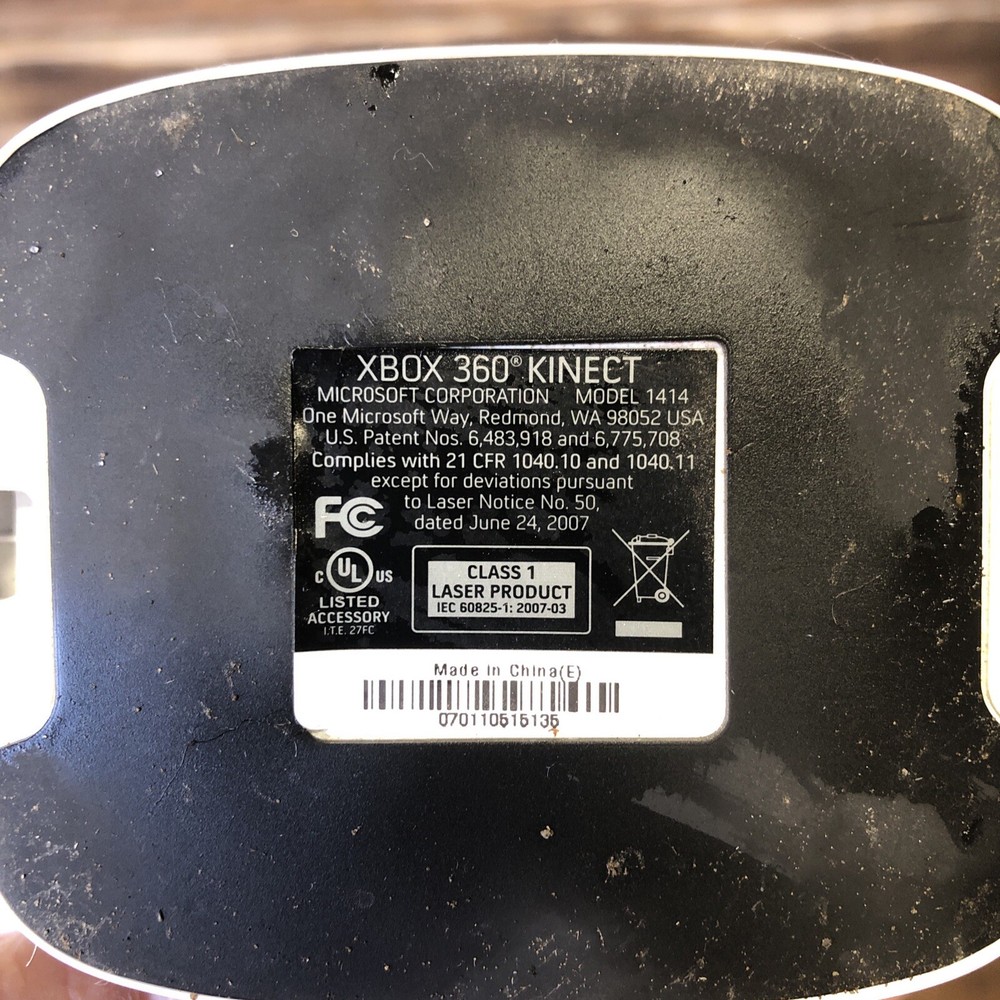 XBOX 360® KINECT
MICROSOFT CORPORATION MODEL 1414
One Microsoft Way, Redmond, WA 98052 USA
U.S. Patent Nos. 6,483,918 and 6,775,708
Complies with 21 CFR 1040.10 and 1040.11
except for deviations pursuant
to Laser Notice No. 50,
dated June 24, 2007
FC
C UL US
LISTED
ACCESSORY
I.T.E. 27FC
CLASS 1
LASER PRODUCT
IEC 60825-1: 2007-03
Made in China(E)
070110515135